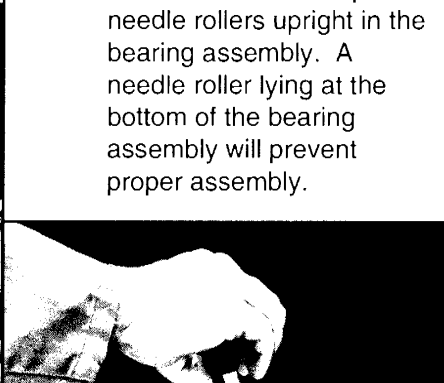 needle rollers upright in the
bearing assembly. A
needle roller lying at the
bottom of the bearing
assembly will prevent
proper assembly.